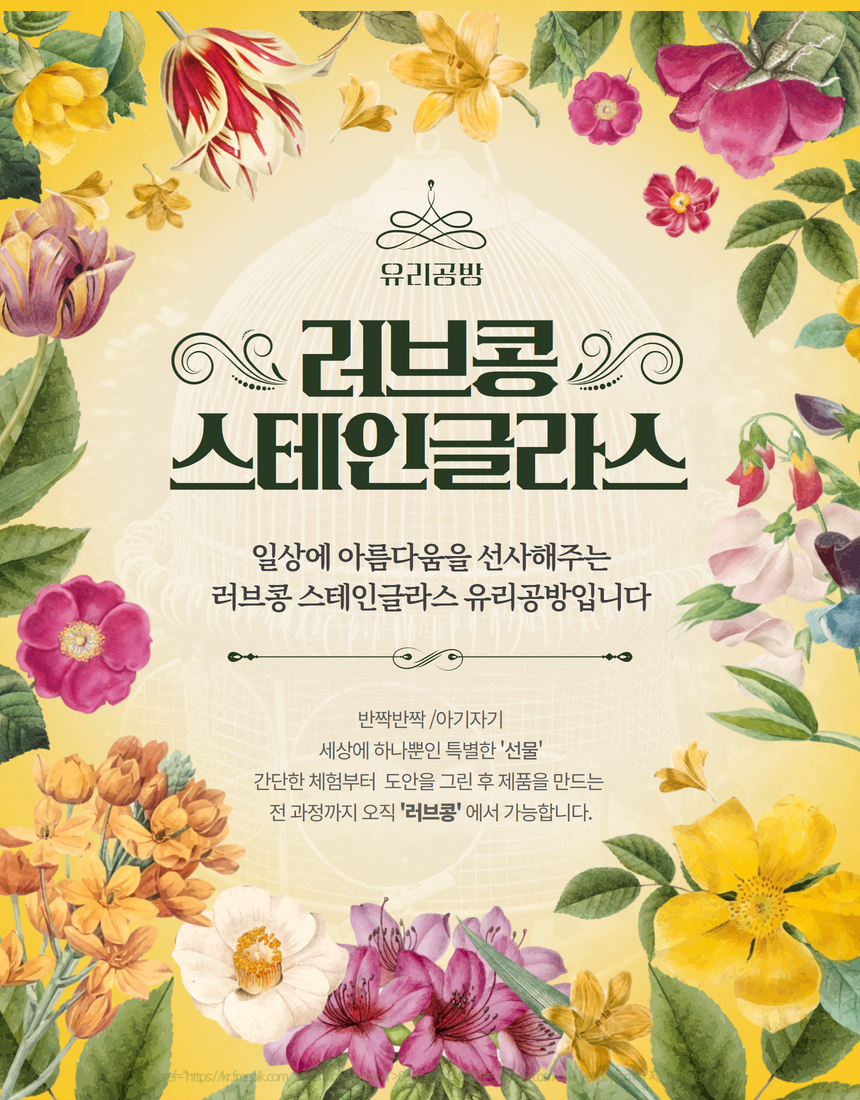 유리공방
러브콩
스테인글라스
일상에 아름다움을 선사해주는
러브콩 스테인글라스 유리공방입니다
반짝반짝 /아기자기
세상에 하나뿐인 특별한 '선물'
간단한 체험부터 도안을 그린 후 제품을 만드는
전 과정까지 오직 '러브콩' 에서 가능합니다.